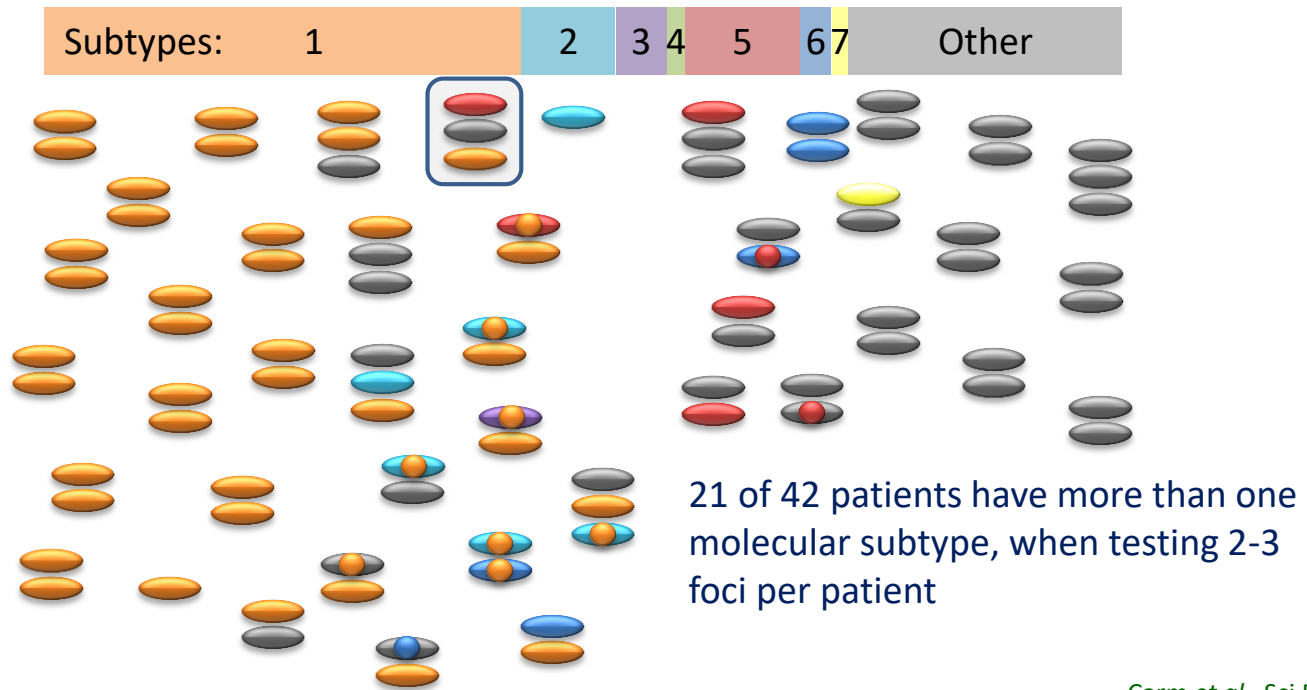 Subtypes: 1 2 3 4 5 6 7 Other
21 of 42 patients have more than one
molecular subtype, when testing 2-3
foci per patient